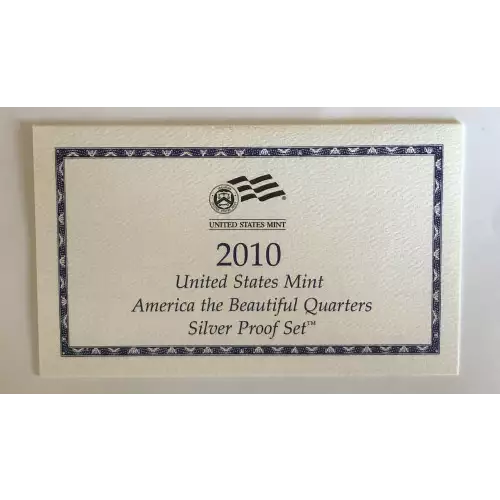 UNITED STATES MINT
2010
United States Mint
America the Beautiful Quarters
Silver Proof Set™